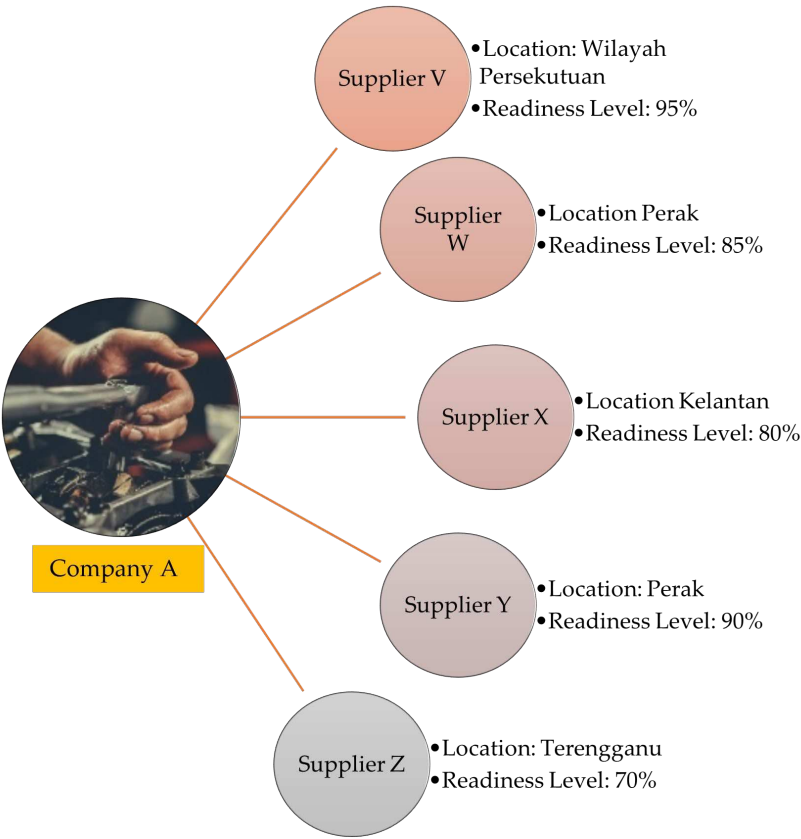 Supplier V
•Location: Wilayah
Persekutuan
•Readiness Level: 95%
Supplier
W
•Location Perak
•Readiness Level: 85%
Supplier X
•Location Kelantan
•Readiness Level: 80%
Company A
Supplier Y
•Location: Perak
•Readiness Level: 90%
Supplier Z
•Location: Terengganu
•Readiness Level: 70%